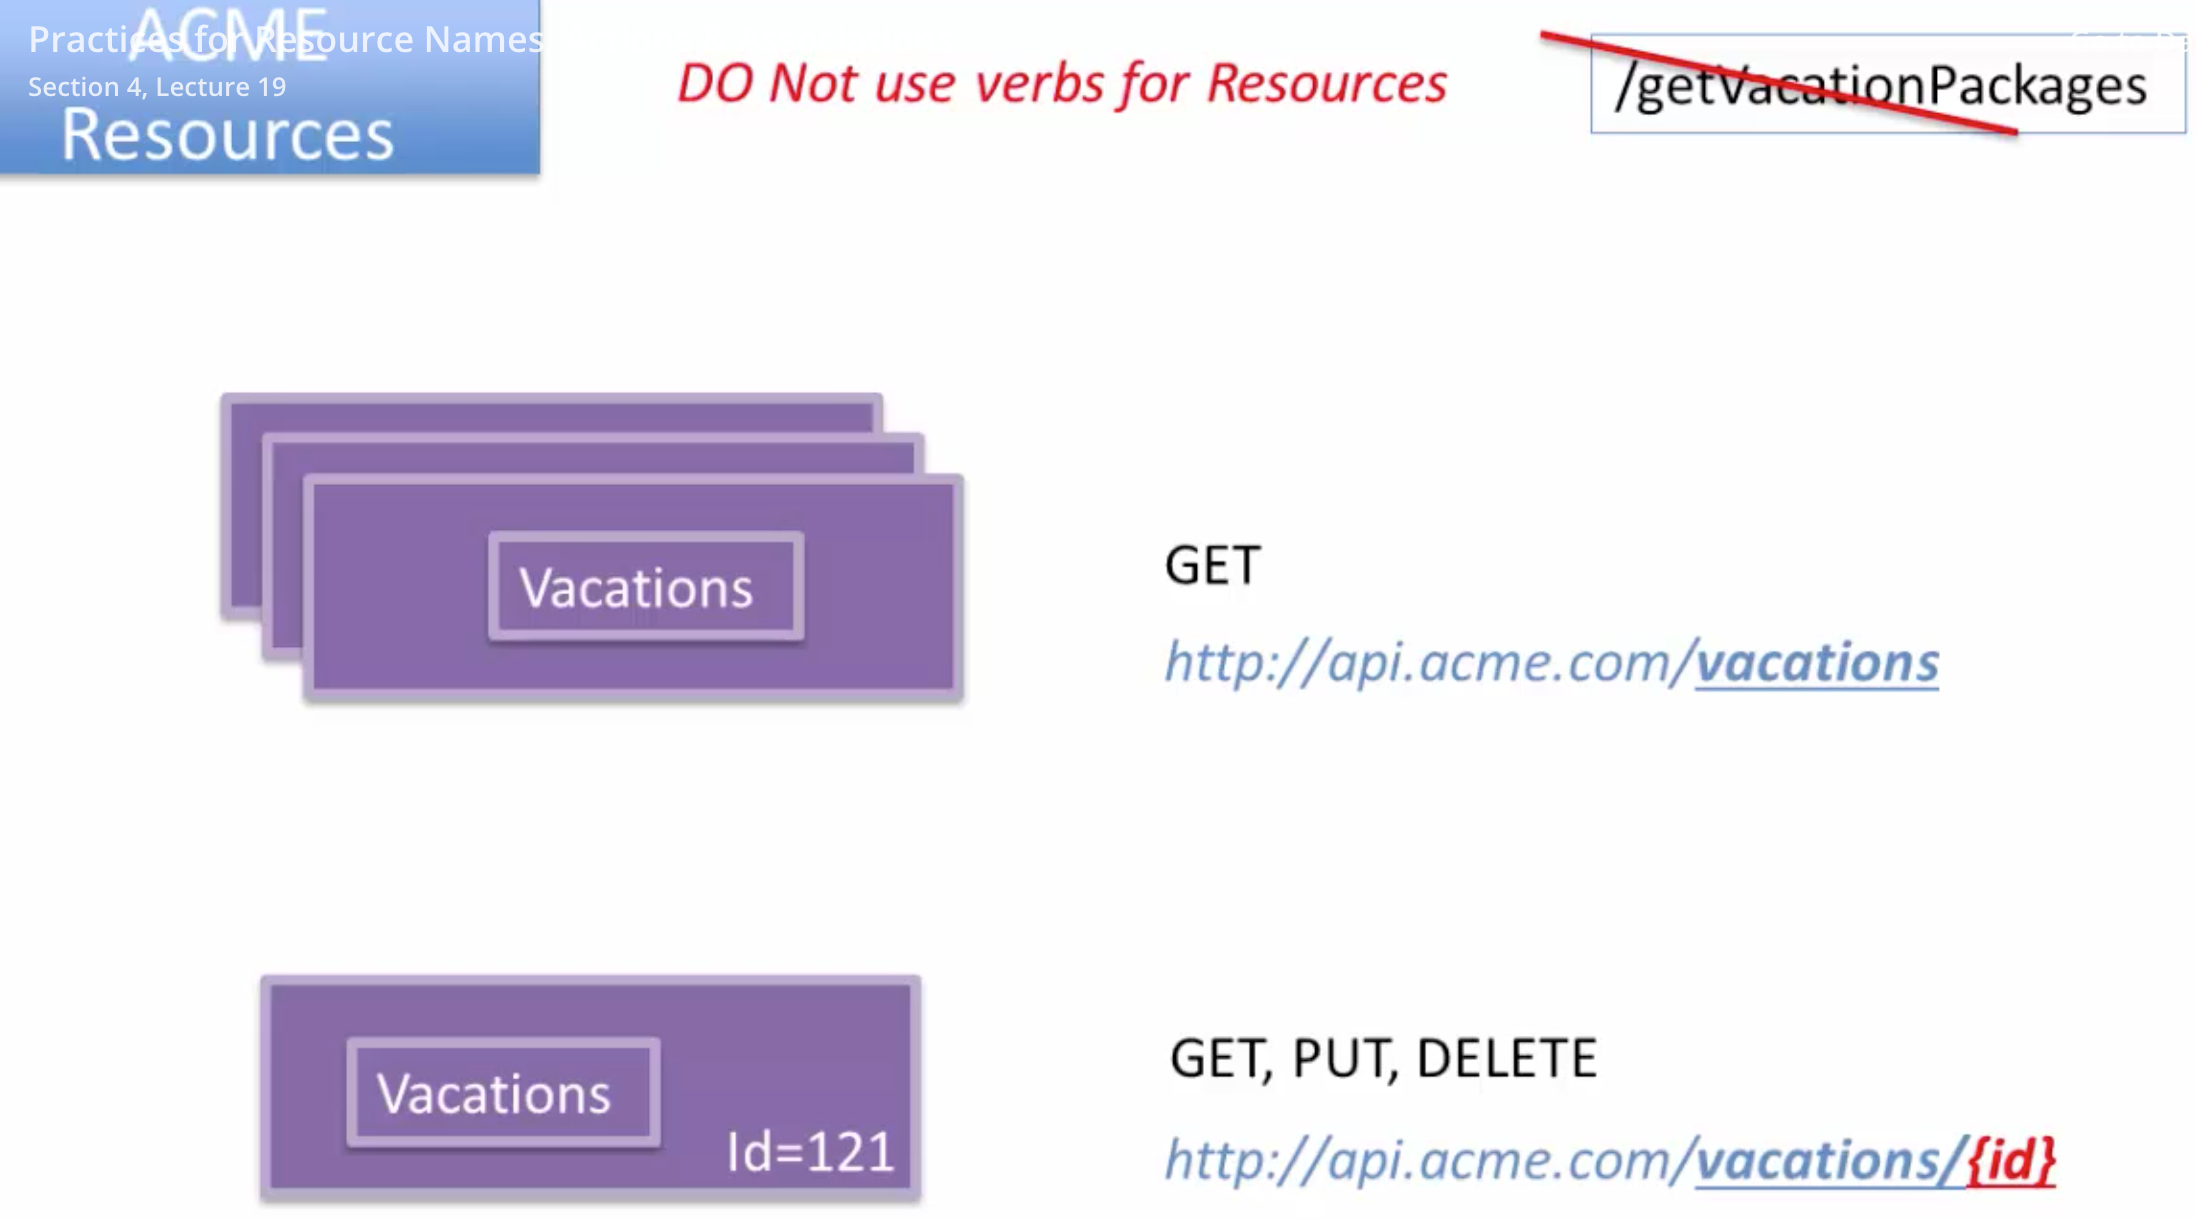 Practices for Resource Names
ACME
Section 4, Lecture 19
Resources
DO Not use verbs for Resources
/getVacationPackages
Vacations
GET
http://api.acme.com/vacations
Vacations
Id=121
GET, PUT, DELETE
http://api.acme.com/vacations/{id}